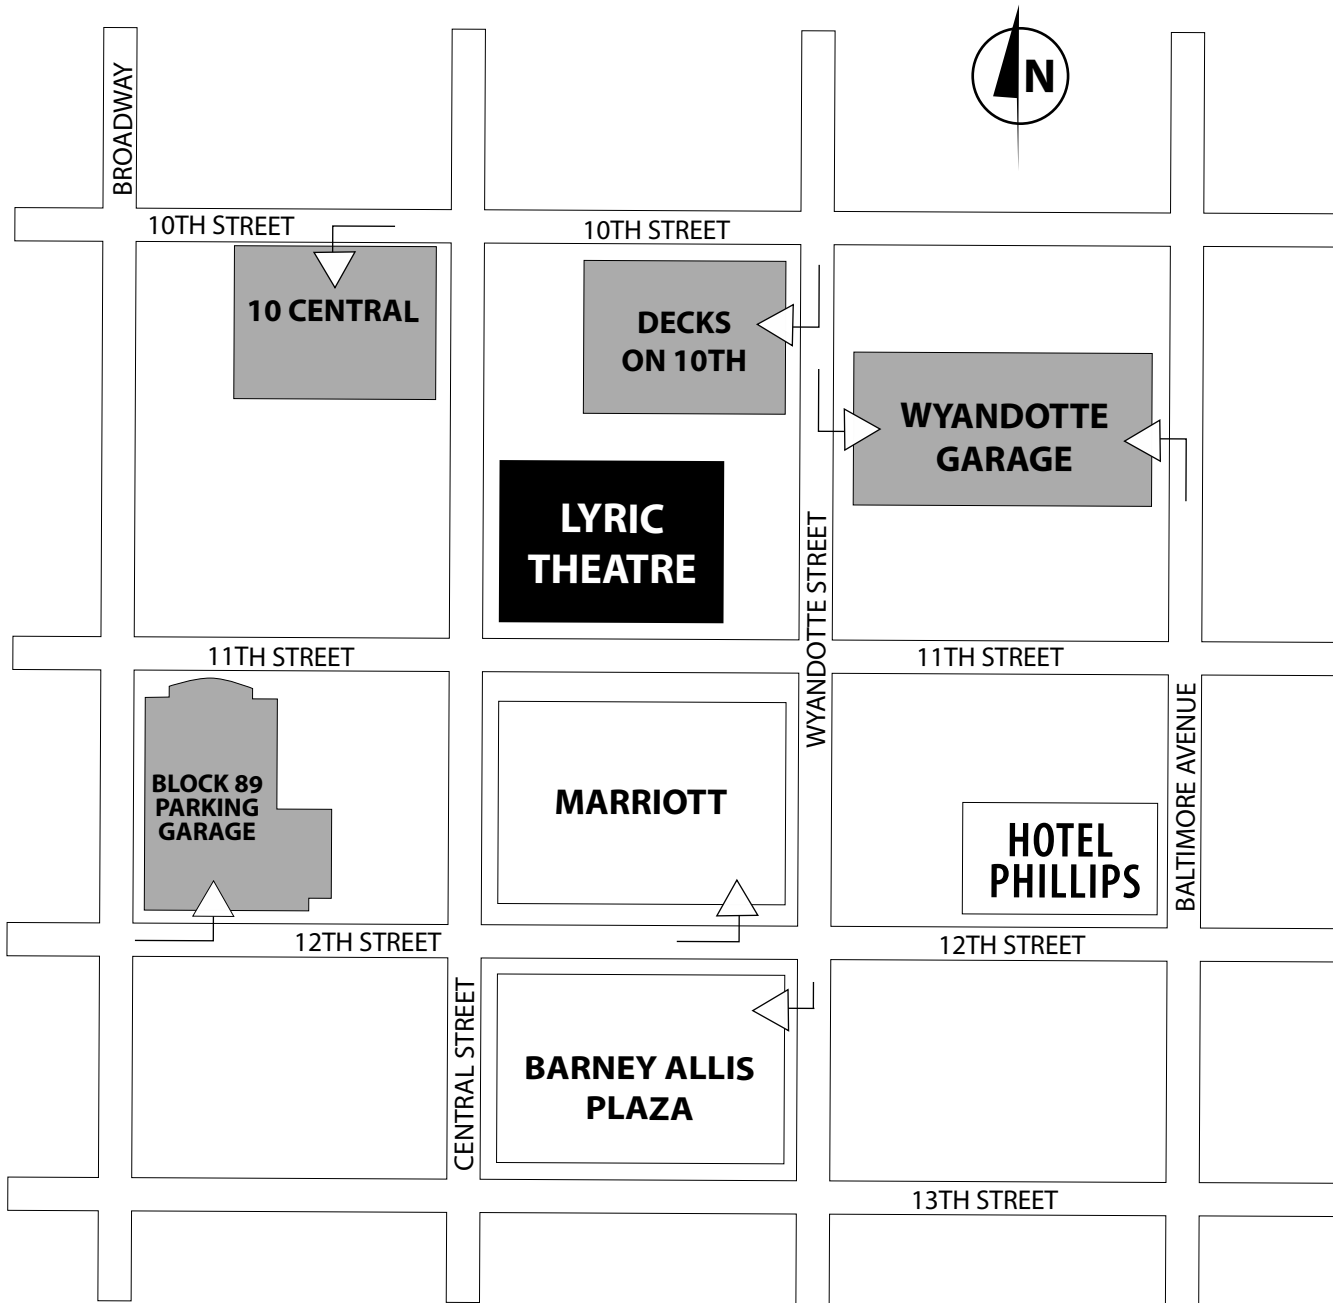 N
BROADWAY
10TH STREET
10TH STREET
10 CENTRAL
DECKS
ON 10TH
WYANDOTTE
GARAGE
LYRIC
THEATRE
WYANDOTTE STREET
11TH STREET
11TH STREET
BLOCK 89
PARKING
GARAGE
MARRIOTT
HOTEL
PHILLIPS
BALTIMORE AVENUE
12TH STREET
12TH STREET
CENTRAL STREET
BARNEY ALLIS
PLAZA
13TH STREET